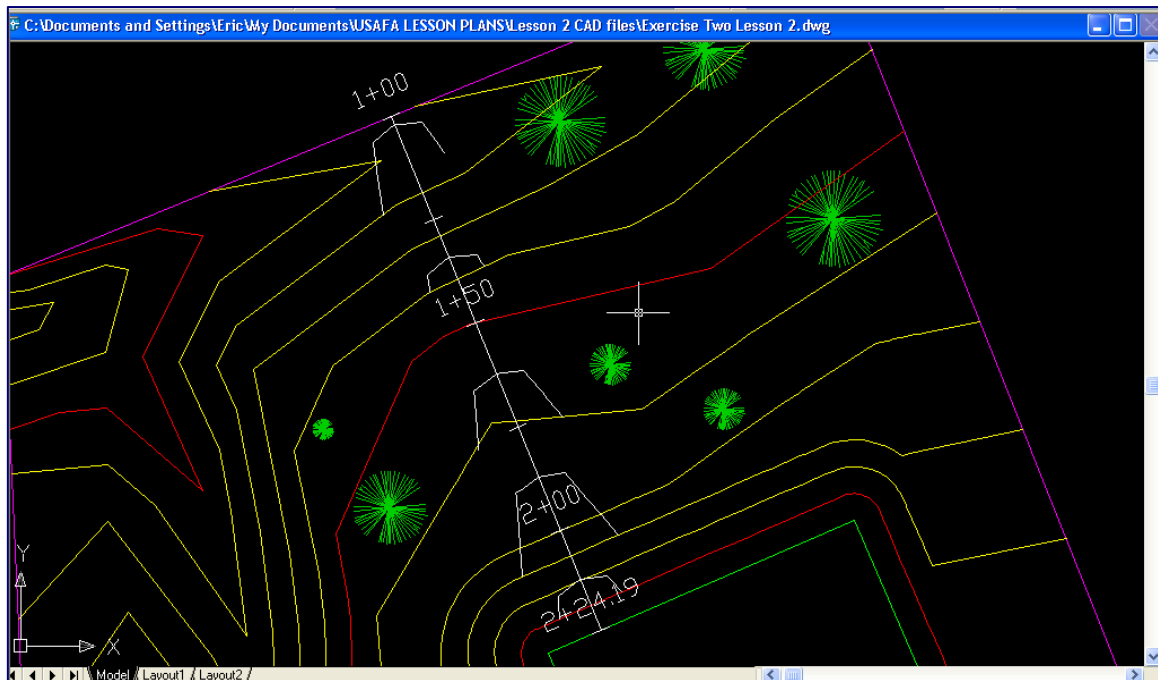 C:\Documents and Settings\Eric\My Documents\USAFA LESSON PLANS\Lesson 2 CAD files\Exercise Two Lesson 2.dwg
1+00
1+50
2+00
2+24.19
Y
X
Model Layout1 Layout2